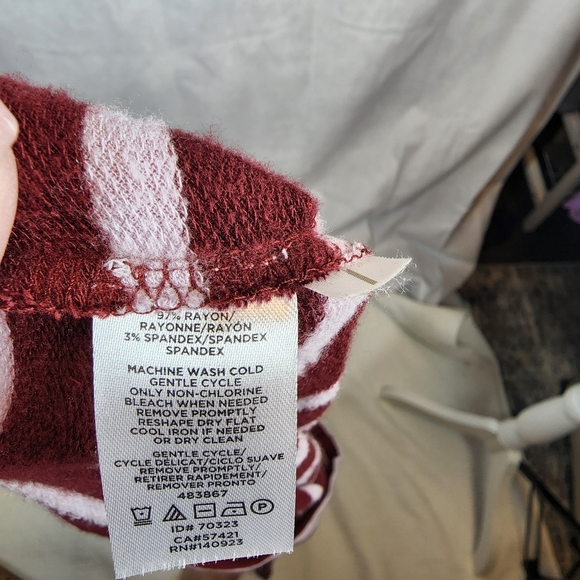 97% RAYON/
RAYONNE/RAYÓN
3% SPANDEX/SPANDEX
SPANDEX
MACHINE WASH COLD
GENTLE CYCLE
ONLY NON-CHLORINE
BLEACH WHEN NEEDED
REMOVE PROMPTLY
RESHAPE DRY FLAT
COOL IRON IF NEEDED
OR DRY CLEAN
GENTLE CYCLE/
CYCLE DÉLICAT/CICLO SUAVE
REMOVE PROMPTLY/
RETIRER RAPIDEMENT/
REMOVER PRONTO
483867
ID# 70323
CA#57421
RN#140923